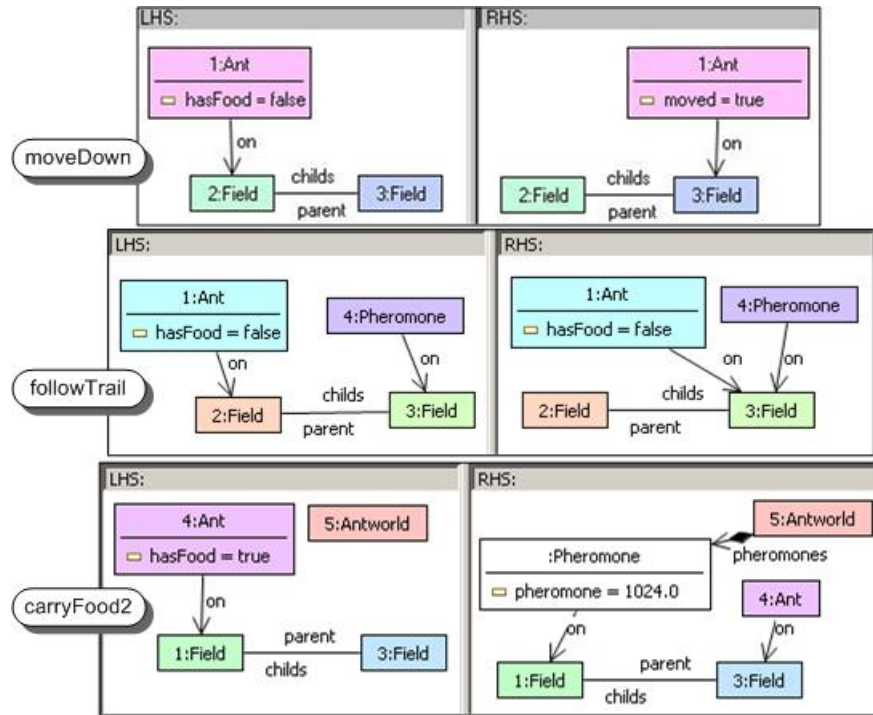 LHS:
RHS:
1:Ant
hasFood = false
on
2:Field
childs
parent
3:Field
1:Ant
moved = true
on
2:Field
childs
parent
3:Field
moveDown
LHS:
RHS:
1:Ant
hasFood = false
on
4:Pheromone
on
2:Field
childs
parent
3:Field
1:Ant
hasFood = false
on
4:Pheromone
on
2:Field
childs
parent
3:Field
followTrail
LHS:
RHS:
4:Ant
hasFood = true
5:Antworld
on
1:Field
parent
childs
3:Field
5:Antworld
pheromones
:Pheromone
pheromone = 1024.0
on
4:Ant
on
1:Field
parent
childs
3:Field
carryFood2